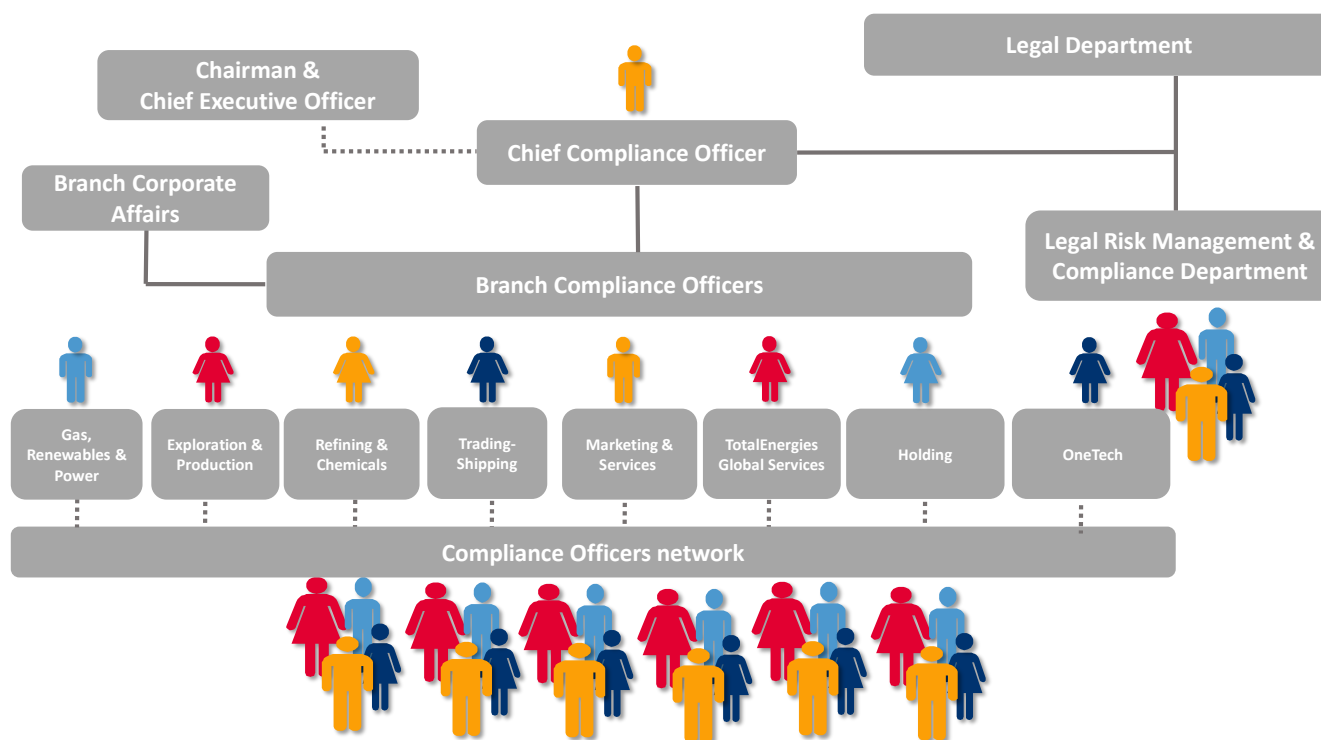 Legal Department
Chairman &
Chief Executive Officer
Chief Compliance Officer
Branch Corporate
Affairs
Legal Risk Management &
Compliance Department
Branch Compliance Officers
Gas,
Renewables &
Power
Exploration &
Production
Refining &
Chemicals
Trading-
Shipping
Marketing &
Services
TotalEnergies
Global Services
Holding
OneTech
Compliance Officers network